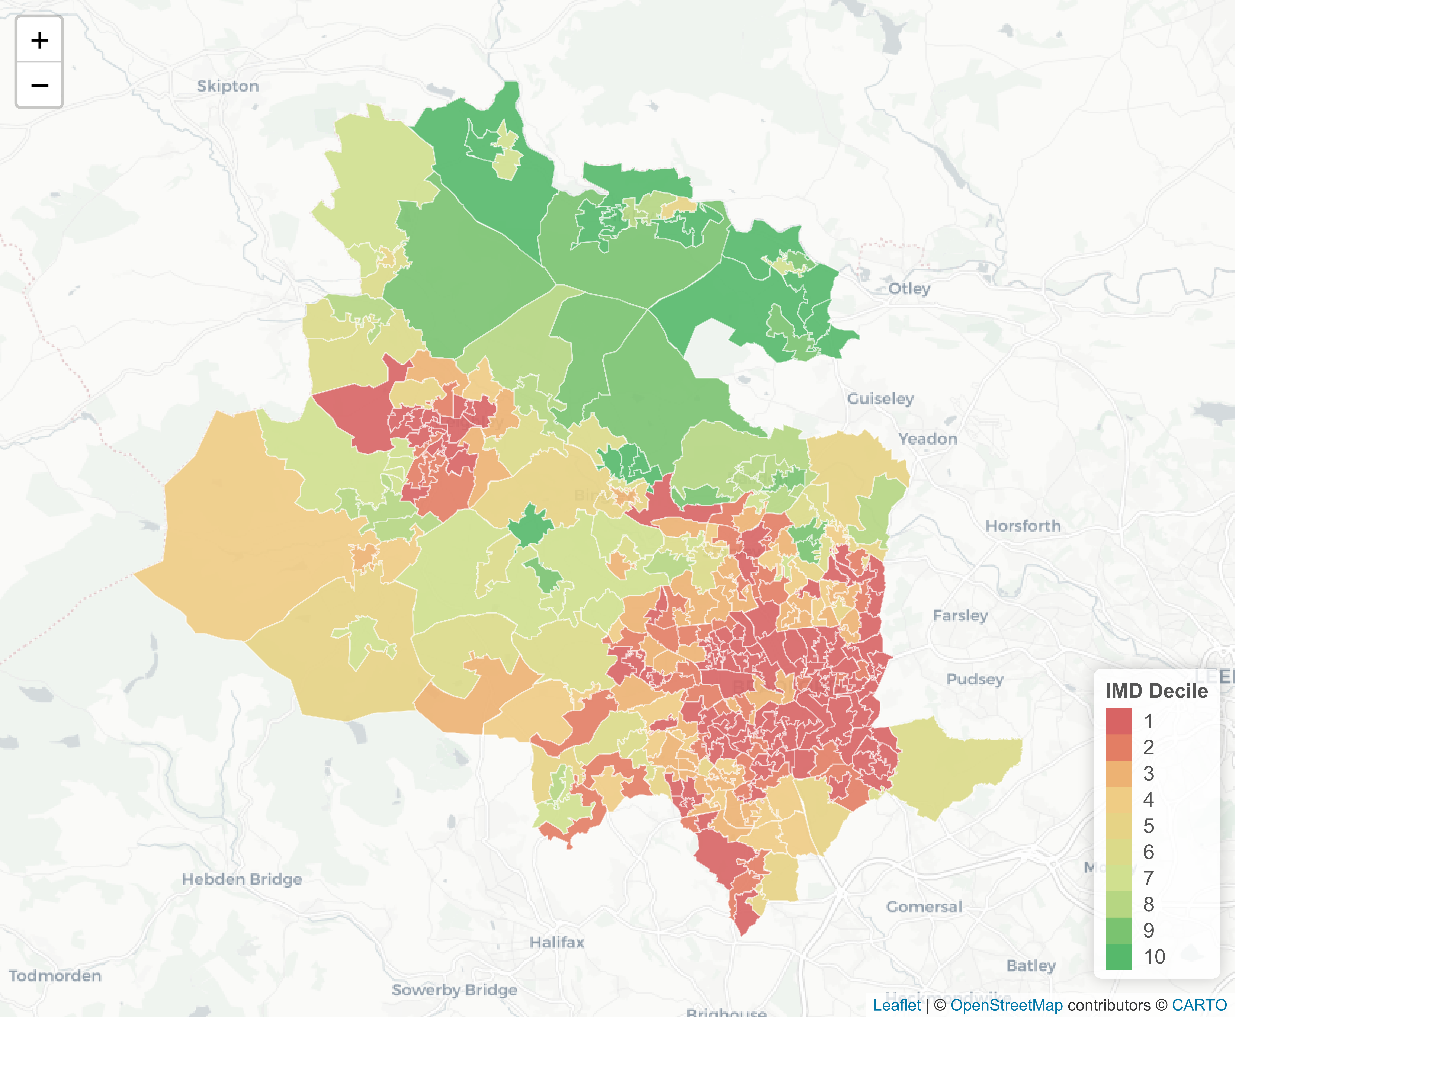 +
−
Skipton
Otley
Guiseley
Yeadon
Horsforth
Farsley
Pudsey
IMD Decile
1
2
3
4
5
6
7
8
9
10
Hebden Bridge
Gomersal
Halifax
Batley
Todmorden
Sowerby Bridge
Brighouse
Leaflet | © OpenStreetMap contributors © CARTO